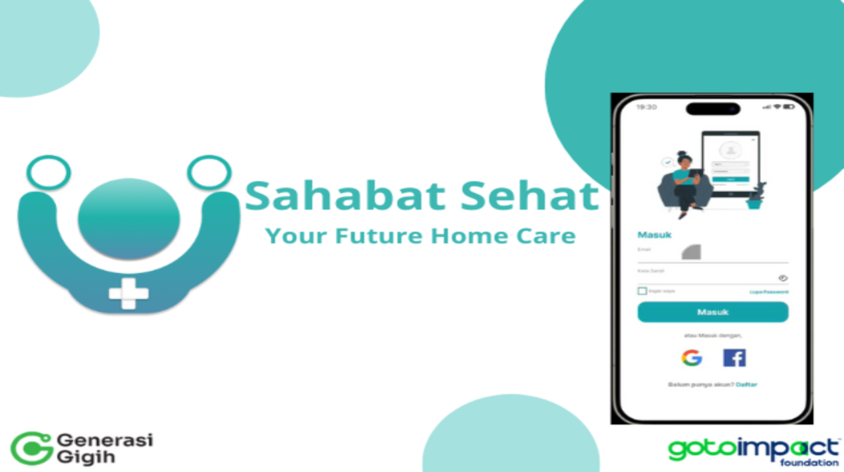 Sahabat Sehat
Your Future Home Care
19:30
Masuk
Email
Kata Sandi
Ingat saya
Lupa Password
Masuk
atau Masuk dengan,
Belum punya akun? Daftar
Generasi
Gigih
gotoimpact
foundation